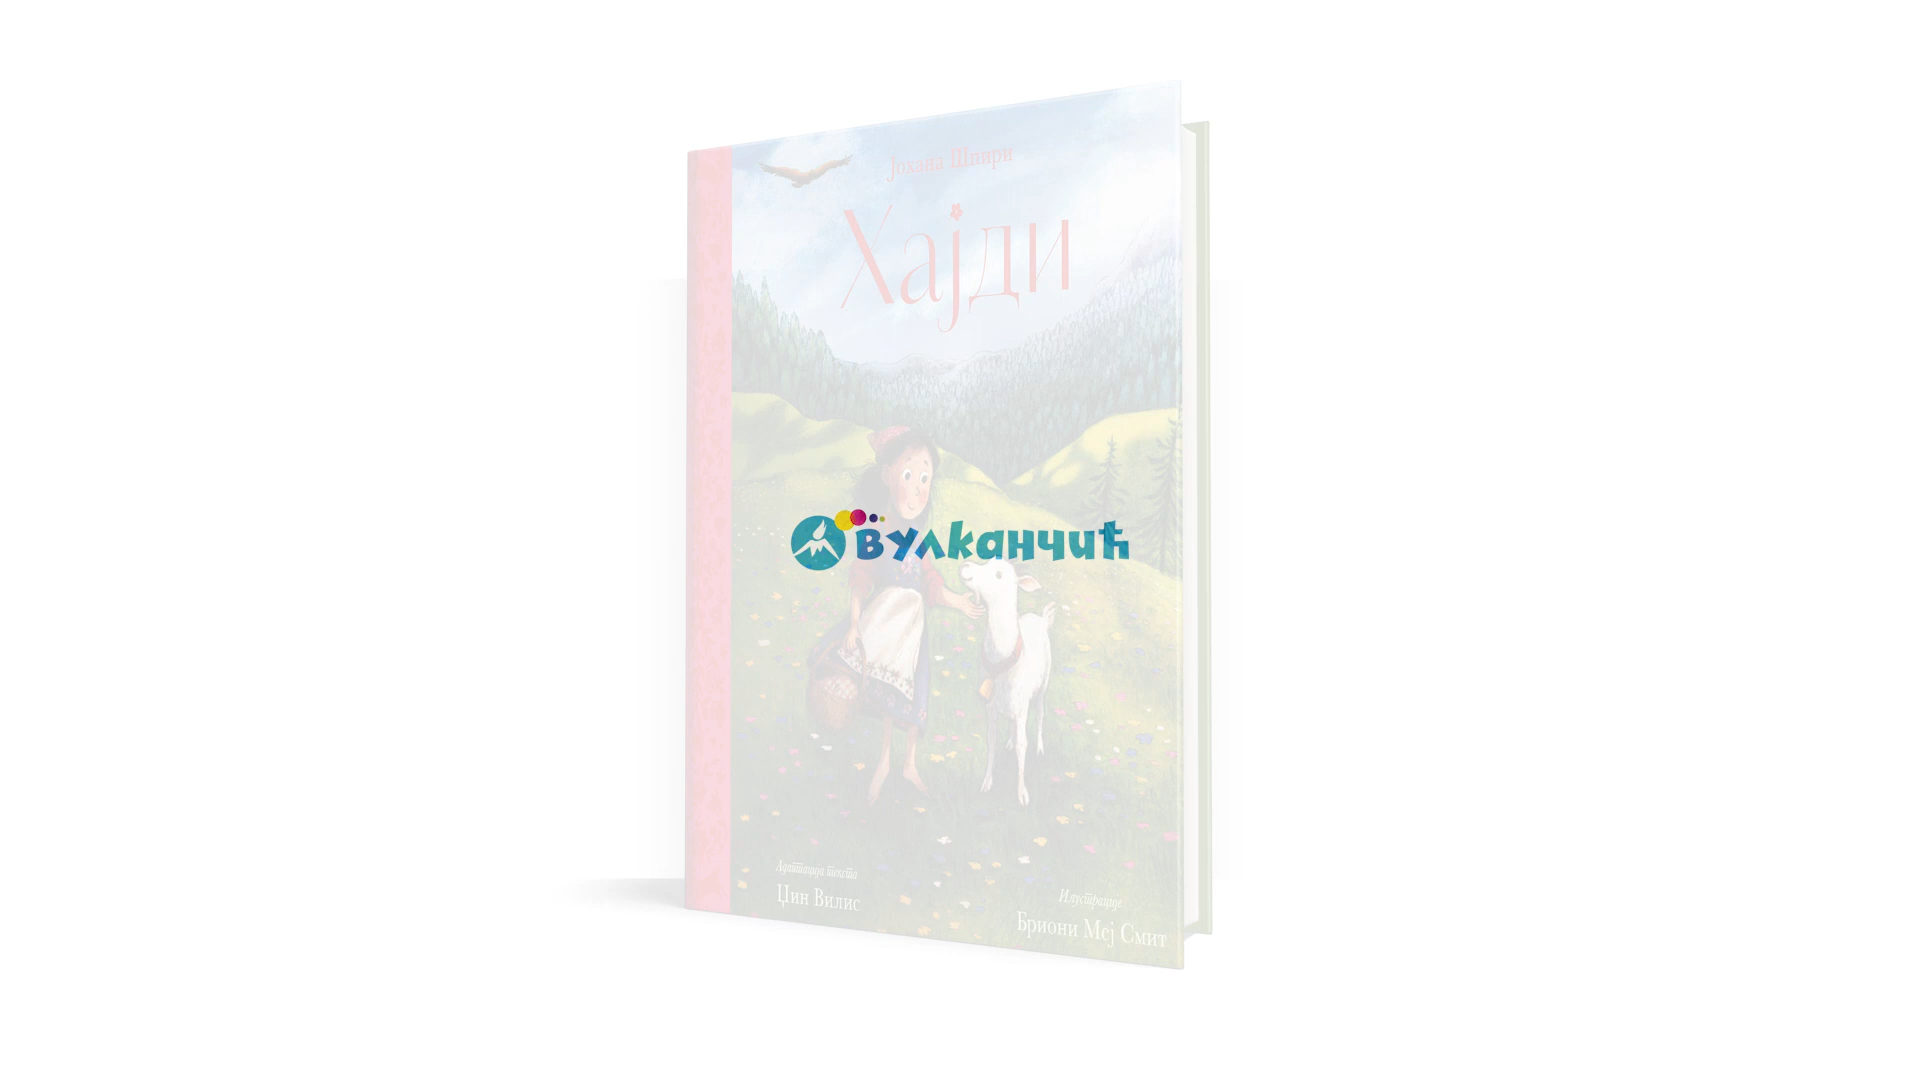 Јохана Шпири
Хајди
Вулканчић
Адаптација текста
Џин Вилис
Илустрације
Бриони Меј Смит